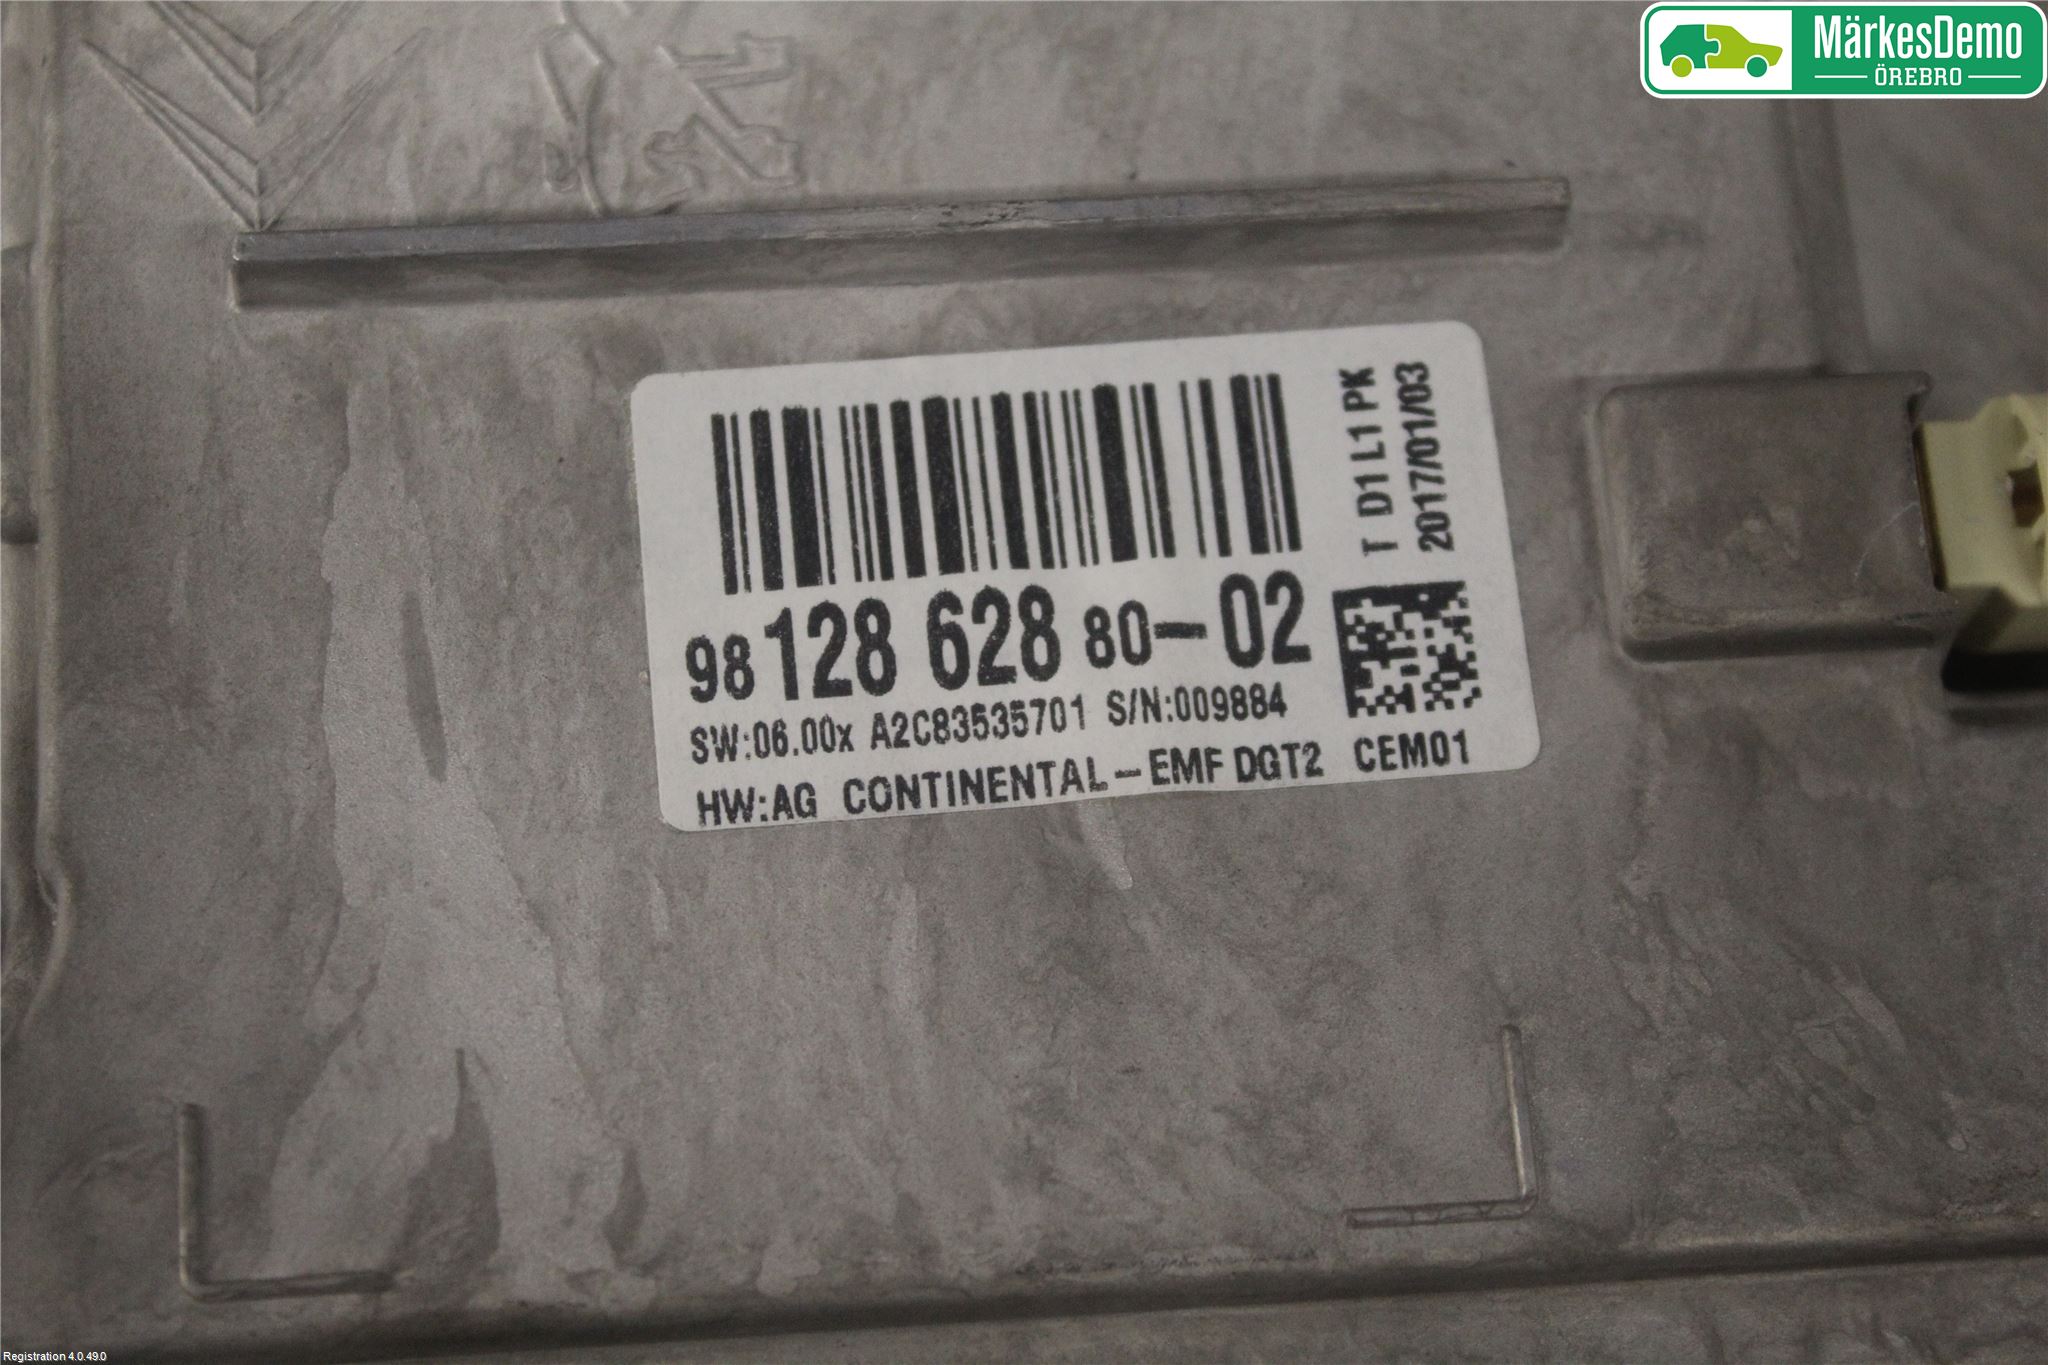 MärkesDemo
ÖREBRO
T D1 L1 PK
2017/01/03
98 128 628 80-02
SW:06.00x A2C83535701 S/N:009884
HW:AG CONTINENTAL-EMF DGT2 CEM01
Registration 4.0.49.0